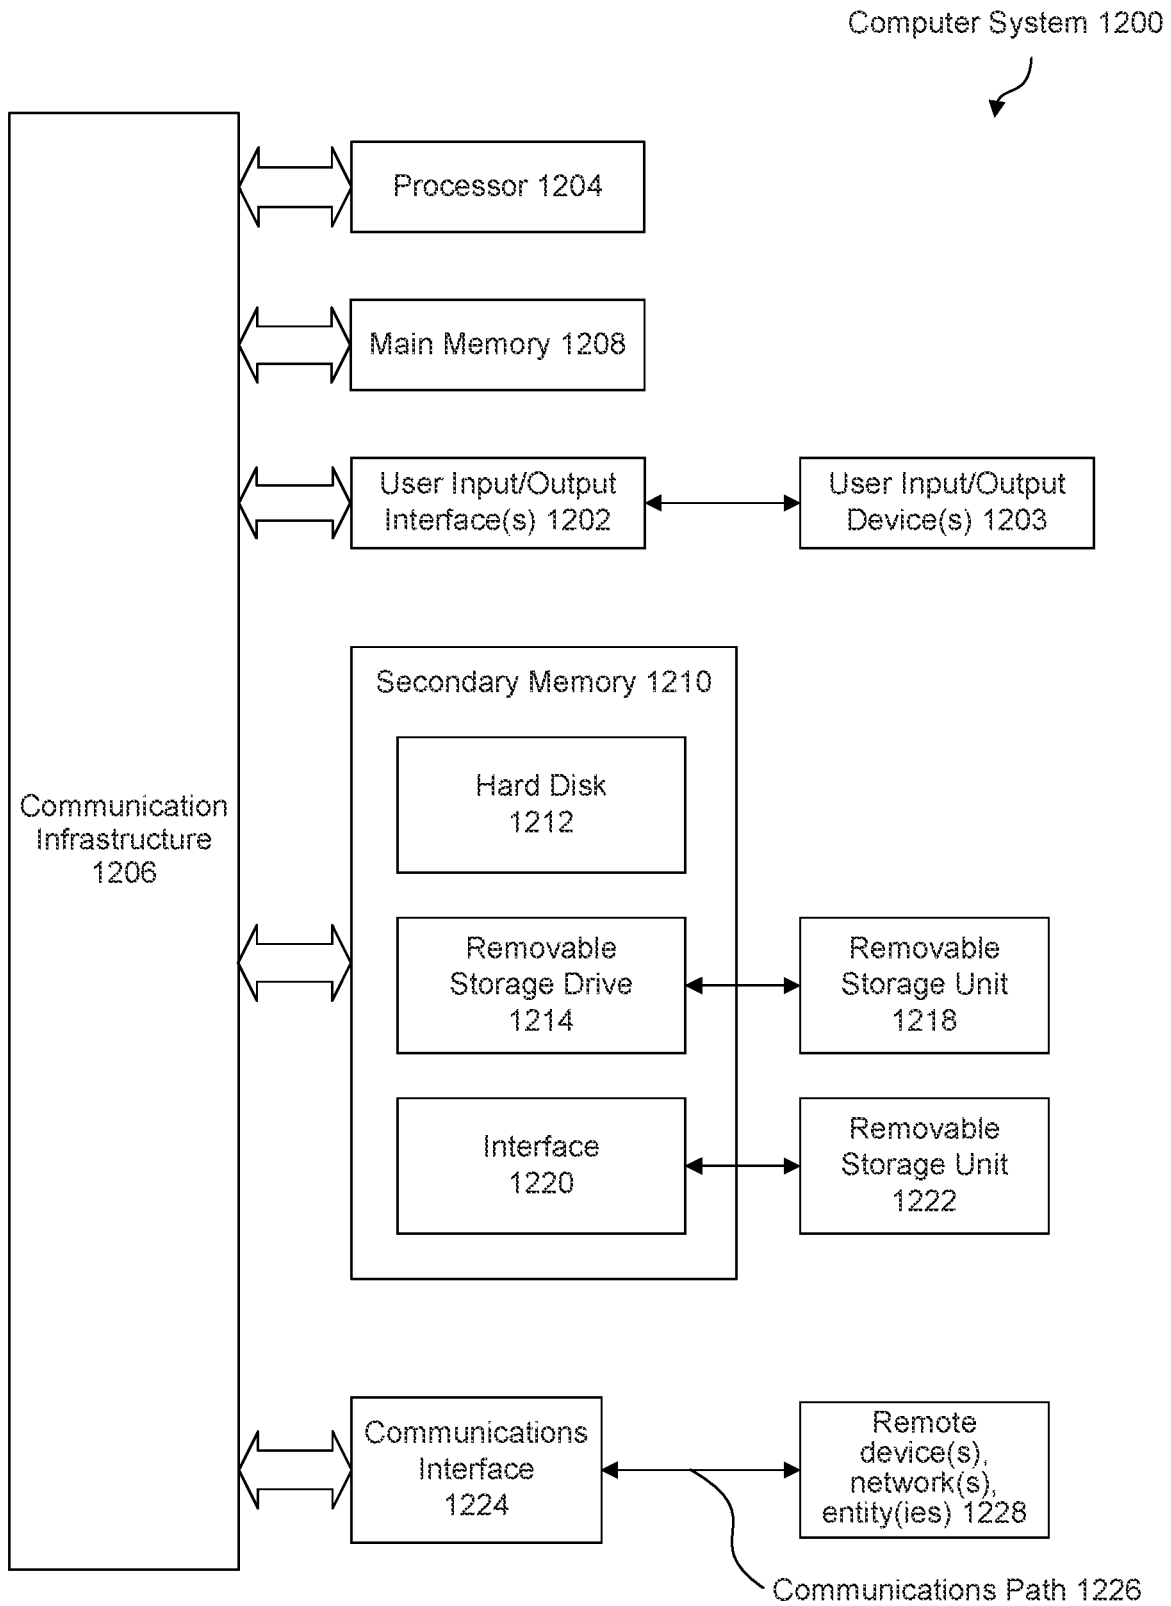 Computer System 1200
Processor 1204
Main Memory 1208
User Input/Output
Interface(s) 1202
User Input/Output
Device(s) 1203
Secondary Memory 1210
Hard Disk
1212
Communication
Infrastructure
1206
Removable
Storage Drive
1214
Removable
Storage Unit
1218
Interface
1220
Removable
Storage Unit
1222
Communications
Interface
1224
Remote
device(s),
network(s),
entity(ies) 1228
Communications Path 1226